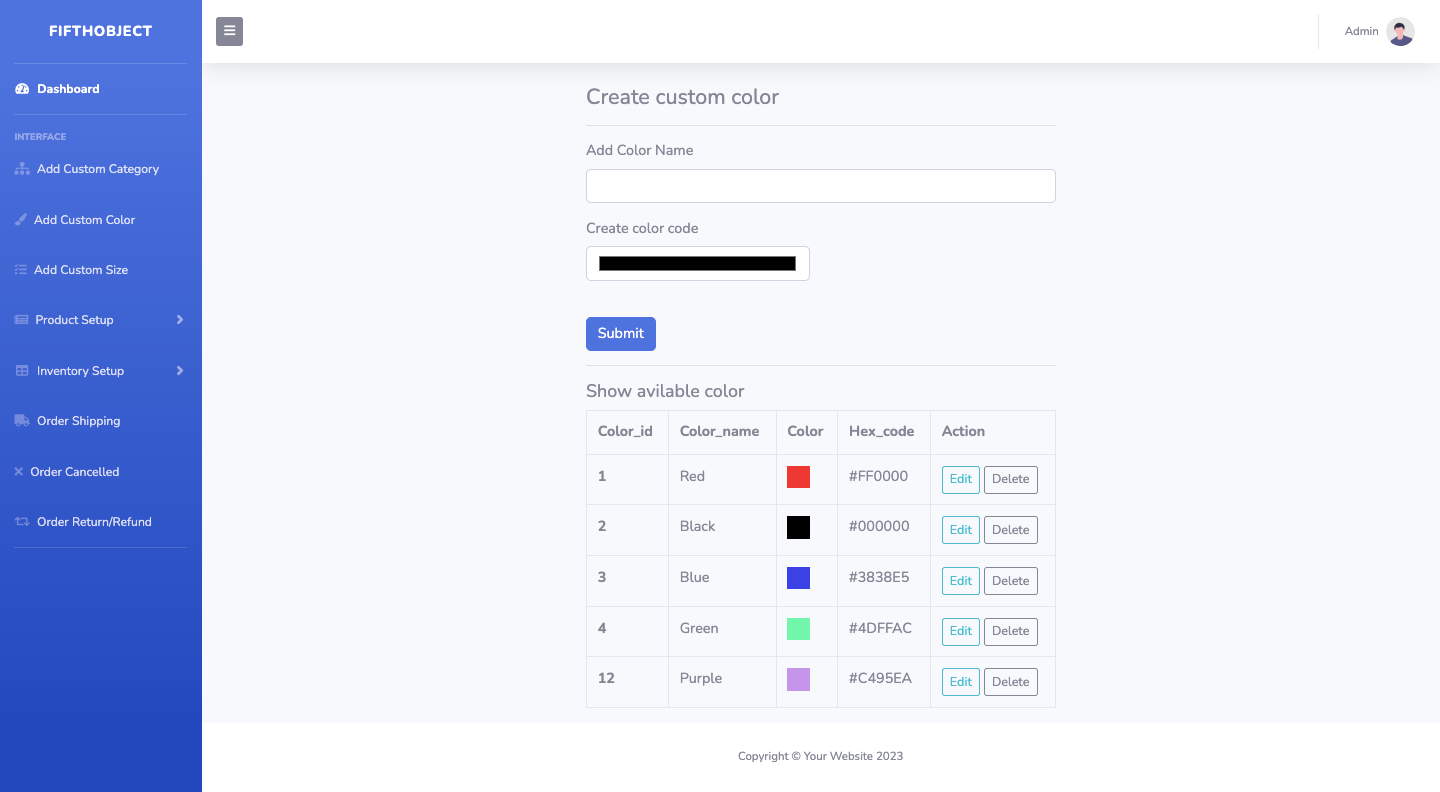 FIFTHOBJECT
Admin
Dashboard
INTERFACE
Add Custom Category
Add Custom Color
Add Custom Size
Product Setup
Inventory Setup
Order Shipping
Order Cancelled
Order Return/Refund
Create custom color
Add Color Name
Create color code
Submit
Show avilable color
Color_id Color_name Color Hex_code Action
1 Red #FF0000 Edit Delete
2 Black #000000 Edit Delete
3 Blue #3838E5 Edit Delete
4 Green #4DFFAC Edit Delete
12 Purple #C495EA Edit Delete
Copyright © Your Website 2023